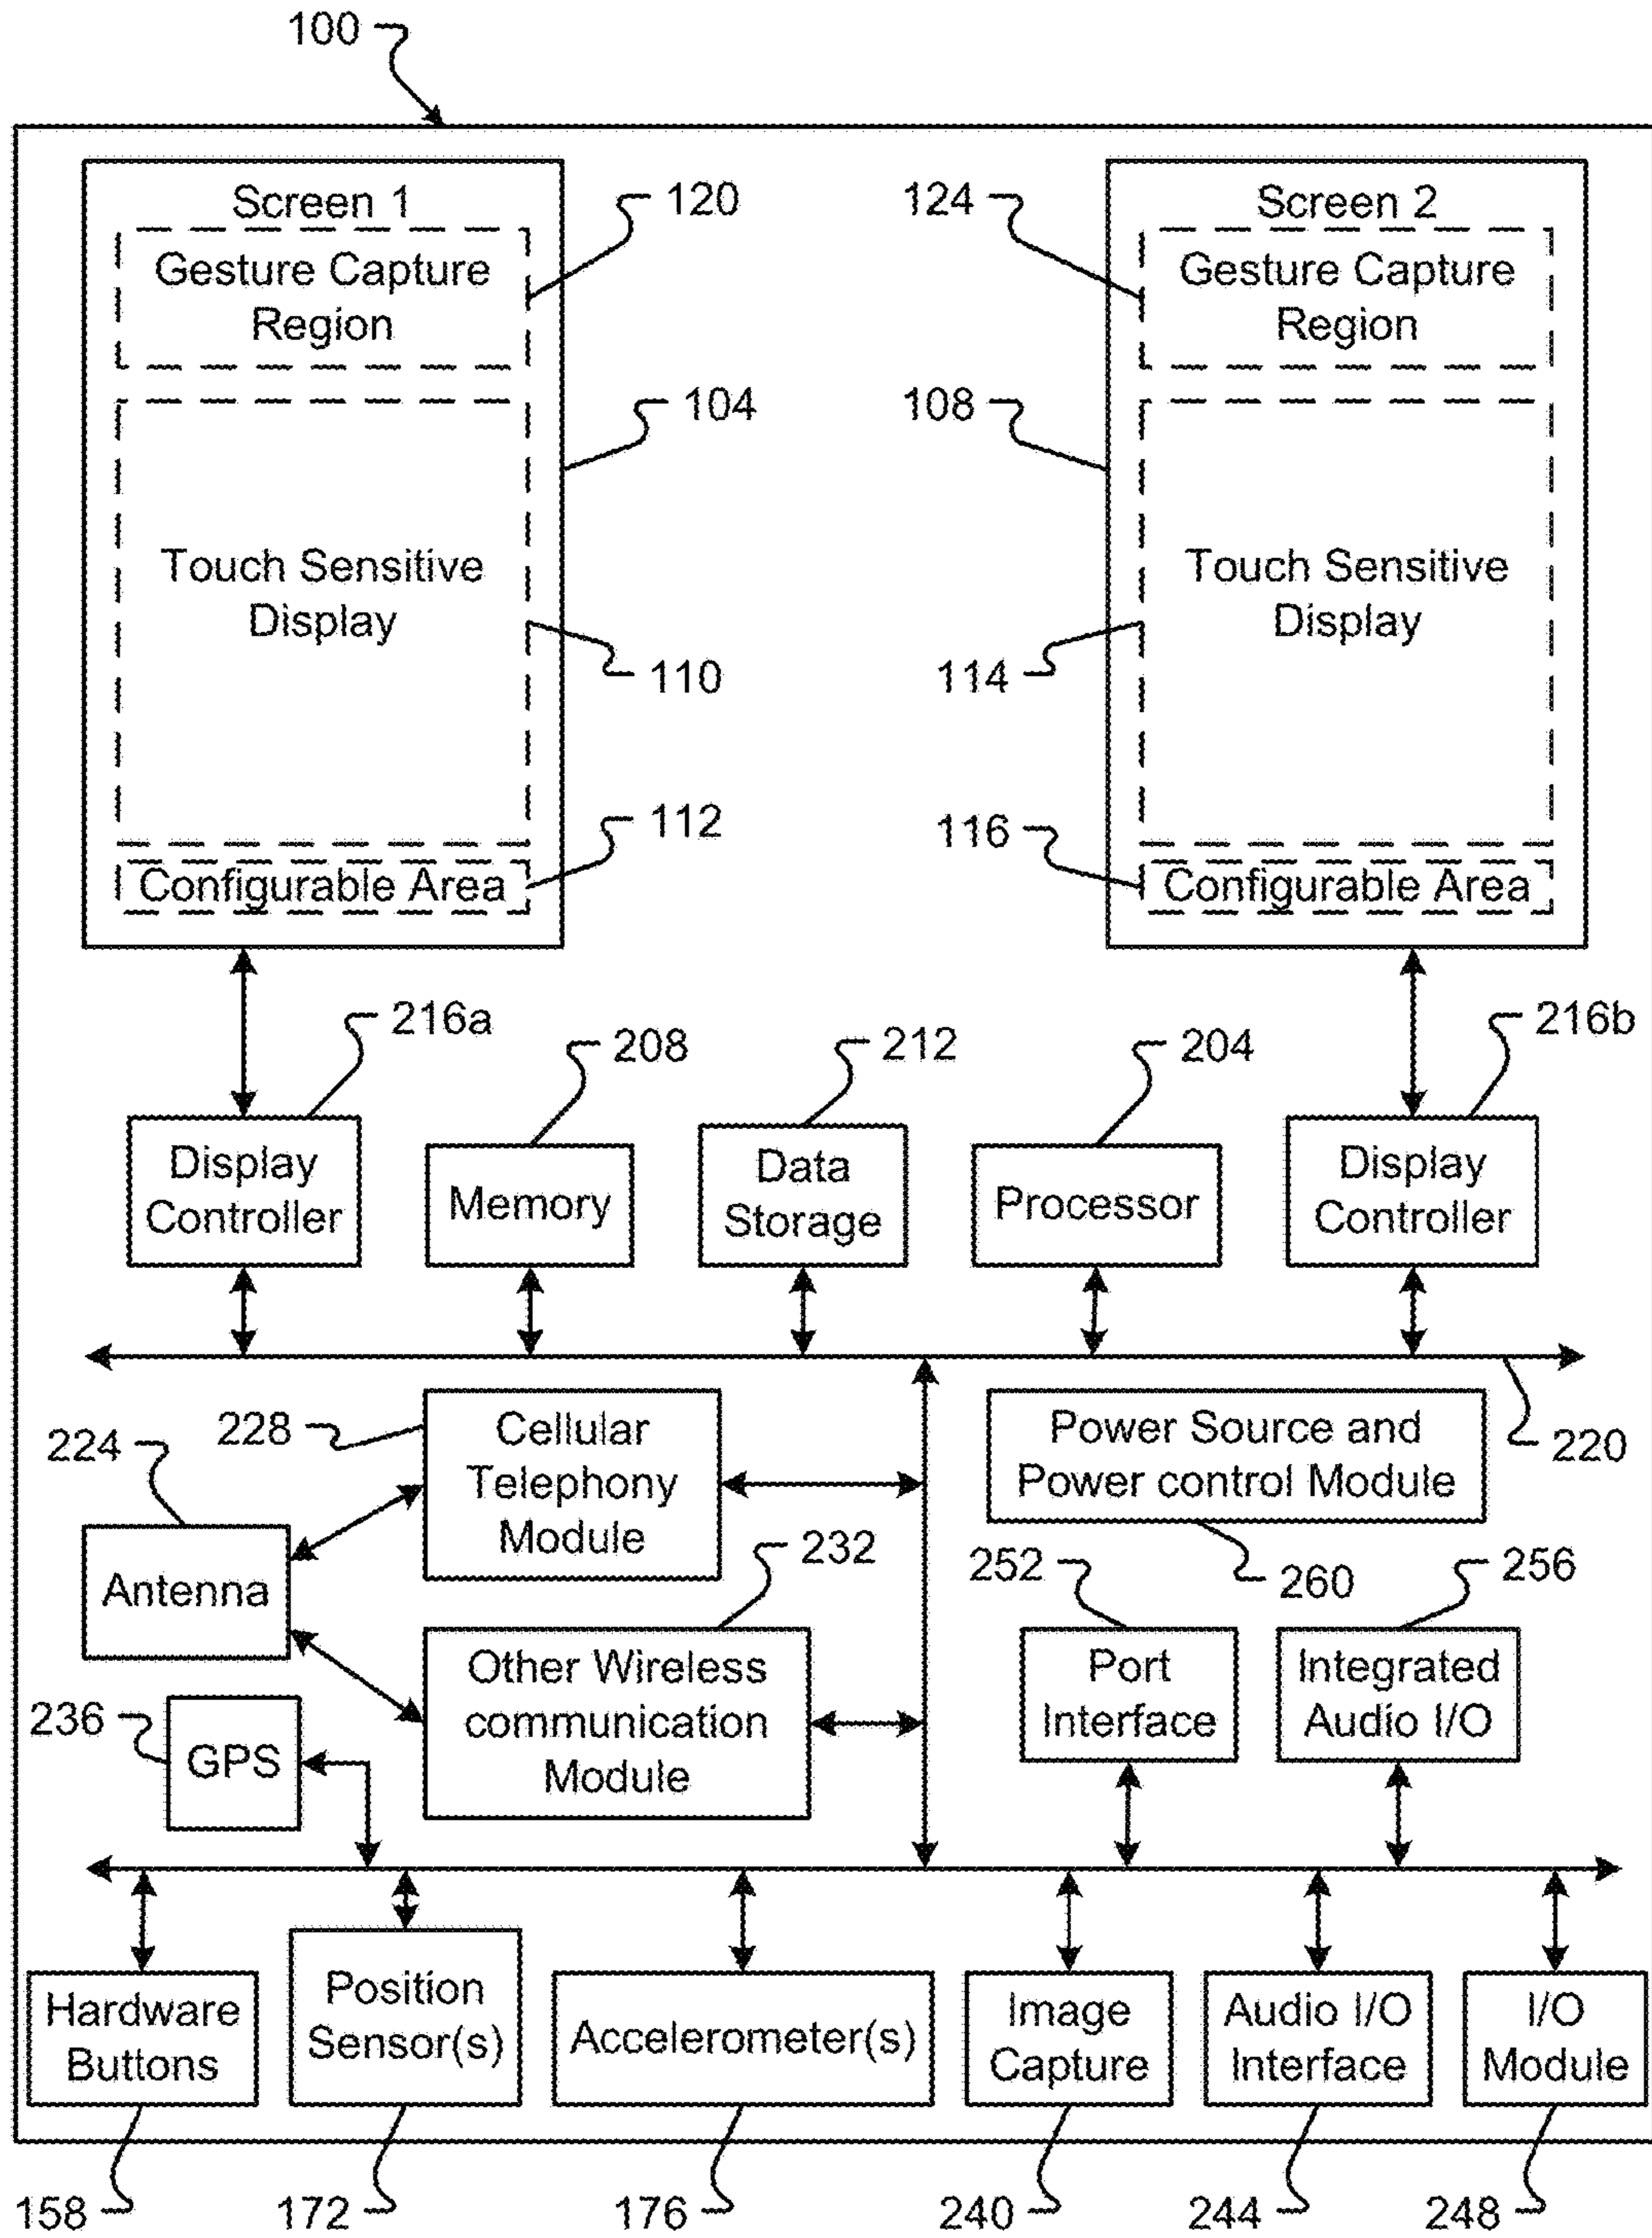 100
Screen 1
Gesture Capture
Region
120
124
Screen 2
Gesture Capture
Region
104
108
Touch Sensitive
Display
110
114
Touch Sensitive
Display
112
116
Configurable Area
Configurable Area
216a
208
212
204
216b
Display
Controller
Memory
Data
Storage
Processor
Display
Controller
220
224
228
Cellular
Telephony
Module
Power Source and
Power control Module
260
Antenna
232
252
256
Other Wireless
communication
Module
Port
Interface
Integrated
Audio I/O
236
GPS
Hardware
Buttons
Position
Sensor(s)
Accelerometer(s)
Image
Capture
Audio I/O
Interface
I/O
Module
158
172
176
240
244
248